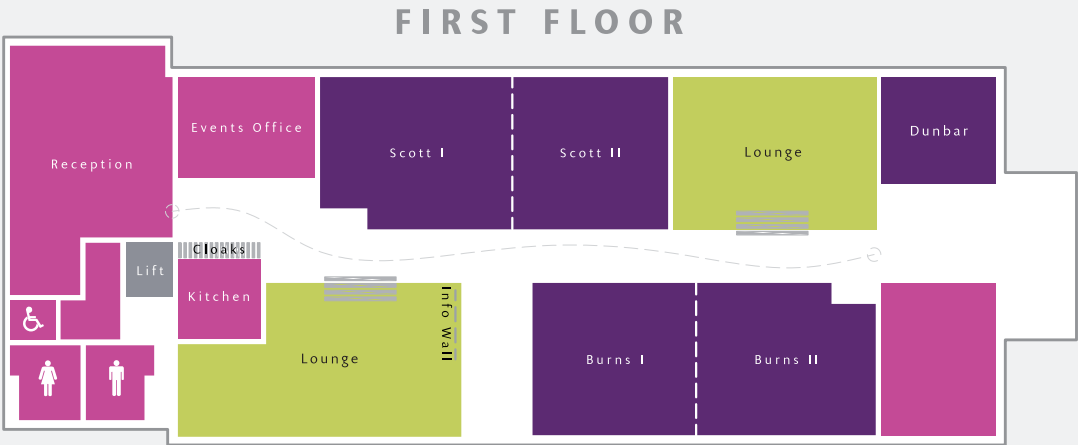 FIRST FLOOR
Events Office
Scott I
Scott II
Lounge
Dunbar
Reception
Cloaks
Lift
Kitchen
Info Wall
Lounge
Burns I
Burns II